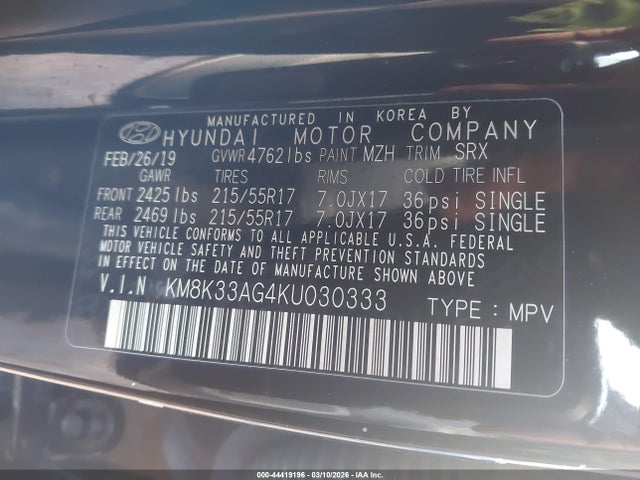 MANUFACTURED IN KOREA BY
HYUNDAI MOTOR COMPANY
FEB/26/19 GVWR 4762 lbs PAINT MZH TRIM SRX
GAWR TIRES RIMS COLD TIRE INFL
FRONT 2425 lbs 215/55R17 7.0JX17 36psi SINGLE
REAR 2469 lbs 215/55R17 7.0JX17 36psi SINGLE
THIS VEHICLE CONFORMS TO ALL APPLICABLE U.S.A. FEDERAL
MOTOR VEHICLE SAFETY AND THEFT PREVENTION STANDARDS
IN EFFECT ON THE DATE OF MANUFACTURE SHOWN ABOVE
V.I.N KM8K33AG4KU030333 TYPE : MPV
000-44419196 - 03/10/2026 - IAA Inc.